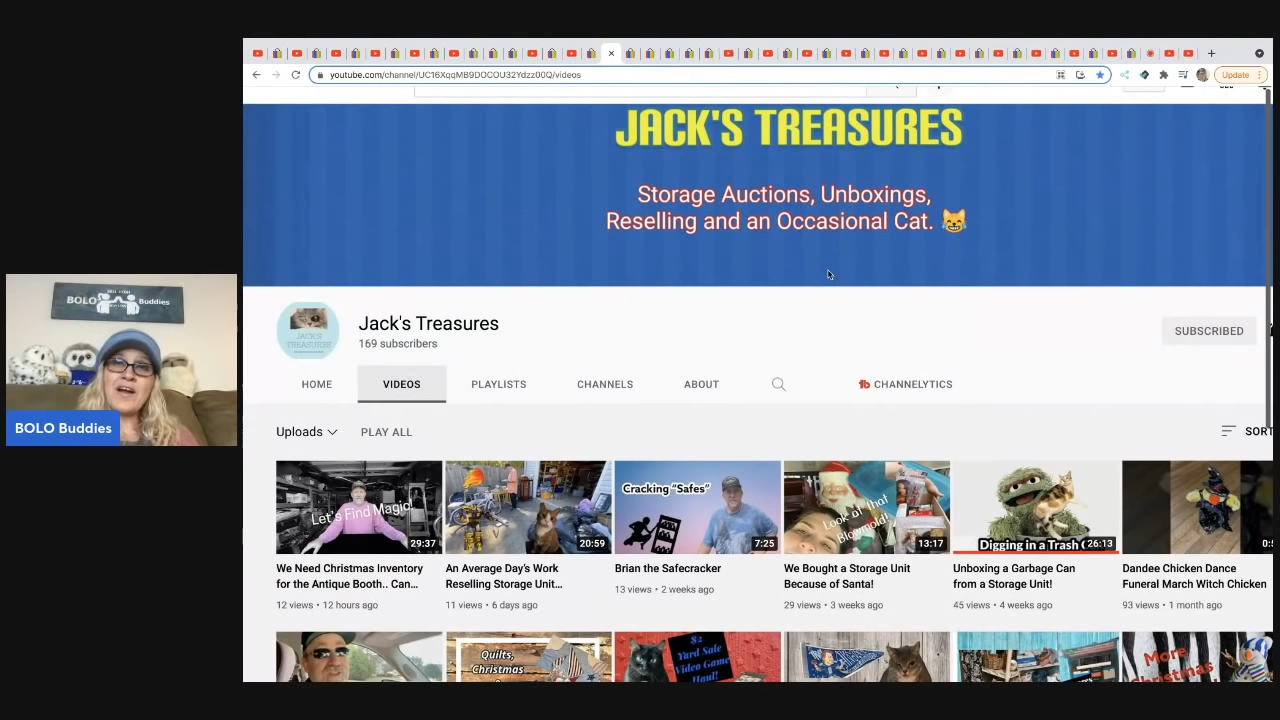 youtube.com/channel/UC16XqqMB9DOCOU32Ydzz00Q/videos
Update
JACK'S TREASURES
Storage Auctions, Unboxings,
Reselling and an Occasional Cat. 😹
BOLO Buddies
BOLO Buddies
JACK'S
TREASURES
Jack's Treasures
169 subscribers
SUBSCRIBED
HOME
VIDEOS
PLAYLISTS
CHANNELS
ABOUT
CHANNELYTICS
Uploads
PLAY ALL
SORT
Let's Find Magic!
29:37
20:59
Cracking "Safes"
7:25
Look at that
Blowmold!
13:17
Digging in a Trash C
26:13
We Need Christmas Inventory
for the Antique Booth.. Can...
12 views • 12 hours ago
An Average Day's Work
Reselling Storage Unit...
11 views • 6 days ago
Brian the Safecracker
13 views • 2 weeks ago
We Bought a Storage Unit
Because of Santa!
29 views • 3 weeks ago
Unboxing a Garbage Can
from a Storage Unit!
45 views • 4 weeks ago
Dandee Chicken Dance
Funeral March Witch Chicken
93 views • 1 month ago
Quilts,
Christmas
$2
Yard Sale
Video Game
Haul!
More
Christmas